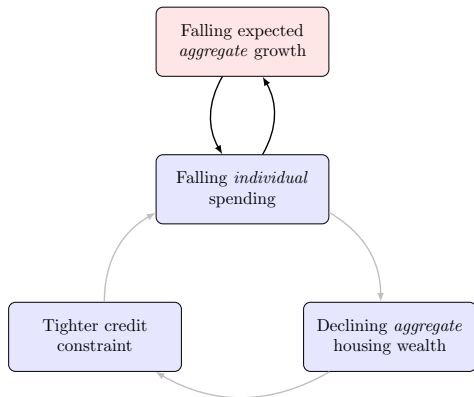 Falling expected
aggregate growth
Falling individual
spending
Tighter credit
constraint
Declining aggregate
housing wealth